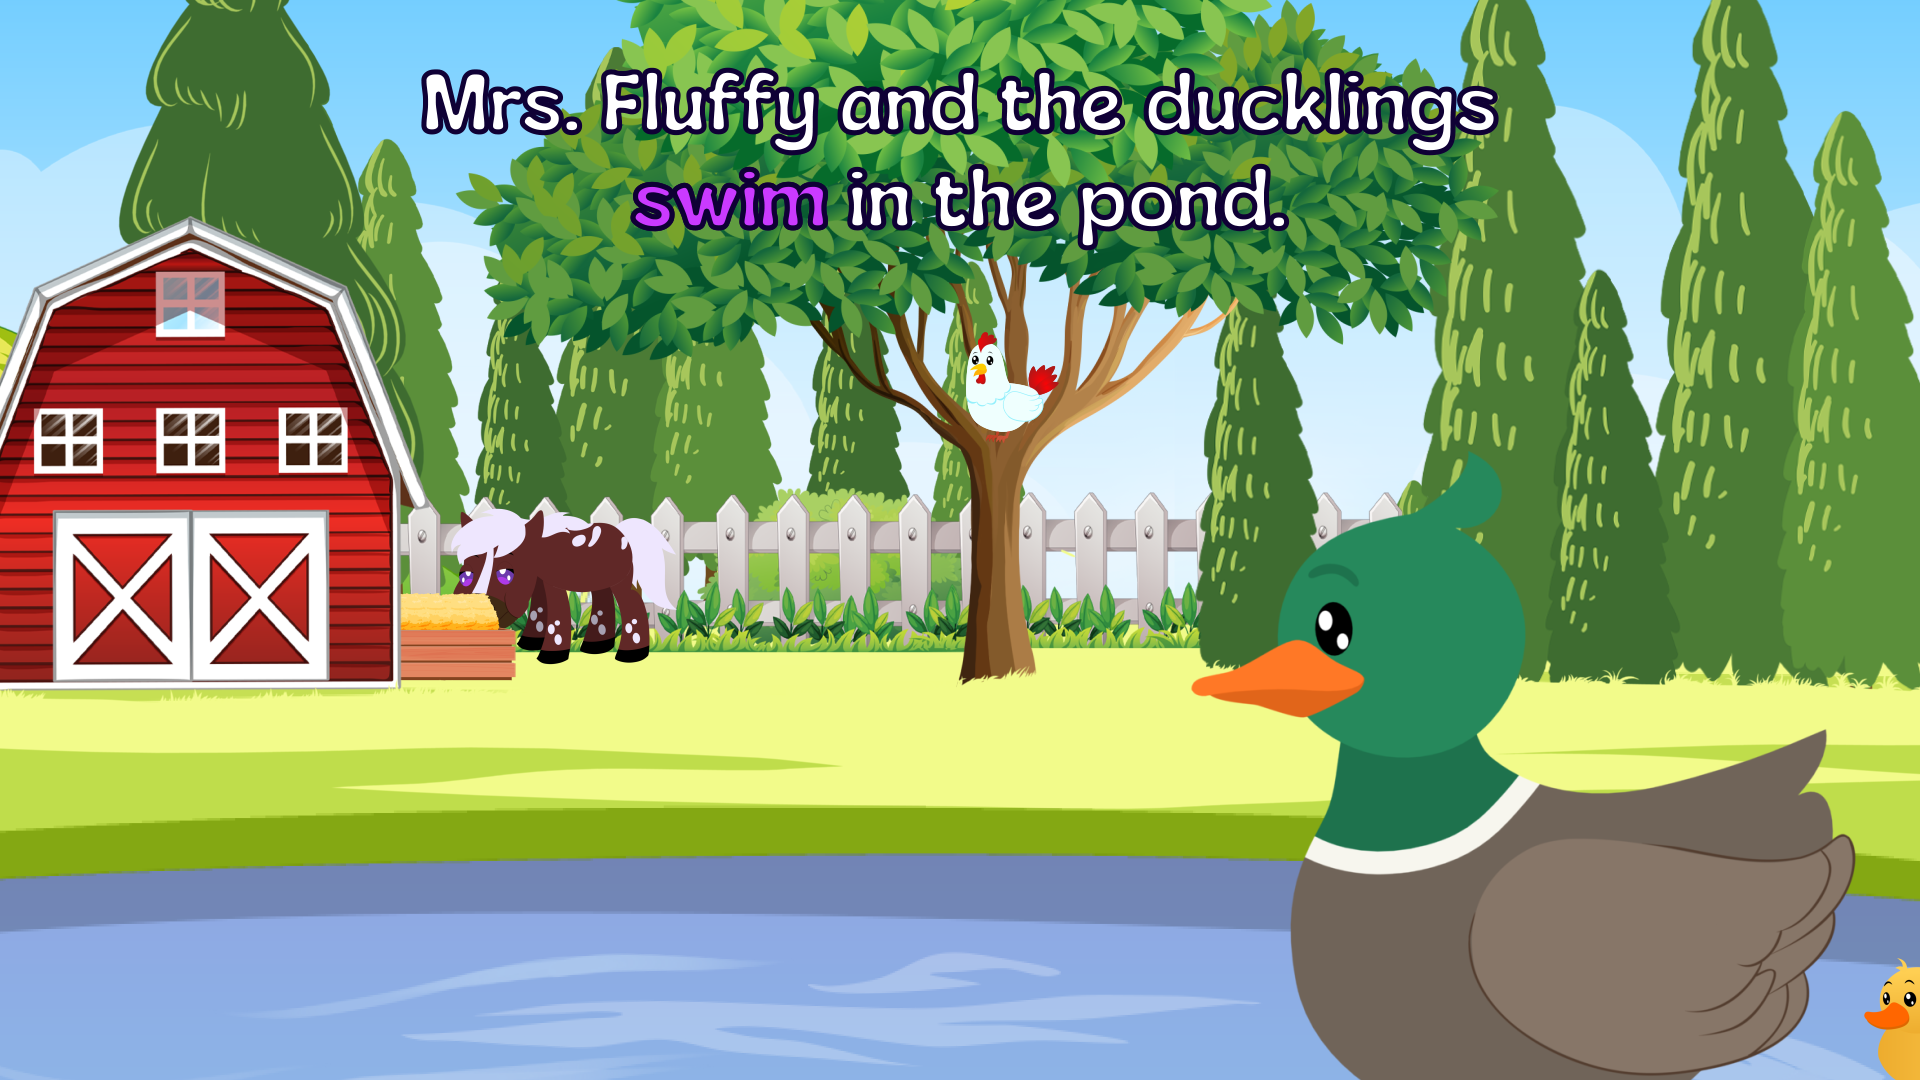 Mrs. Fluffy and the ducklings
swim in the pond.